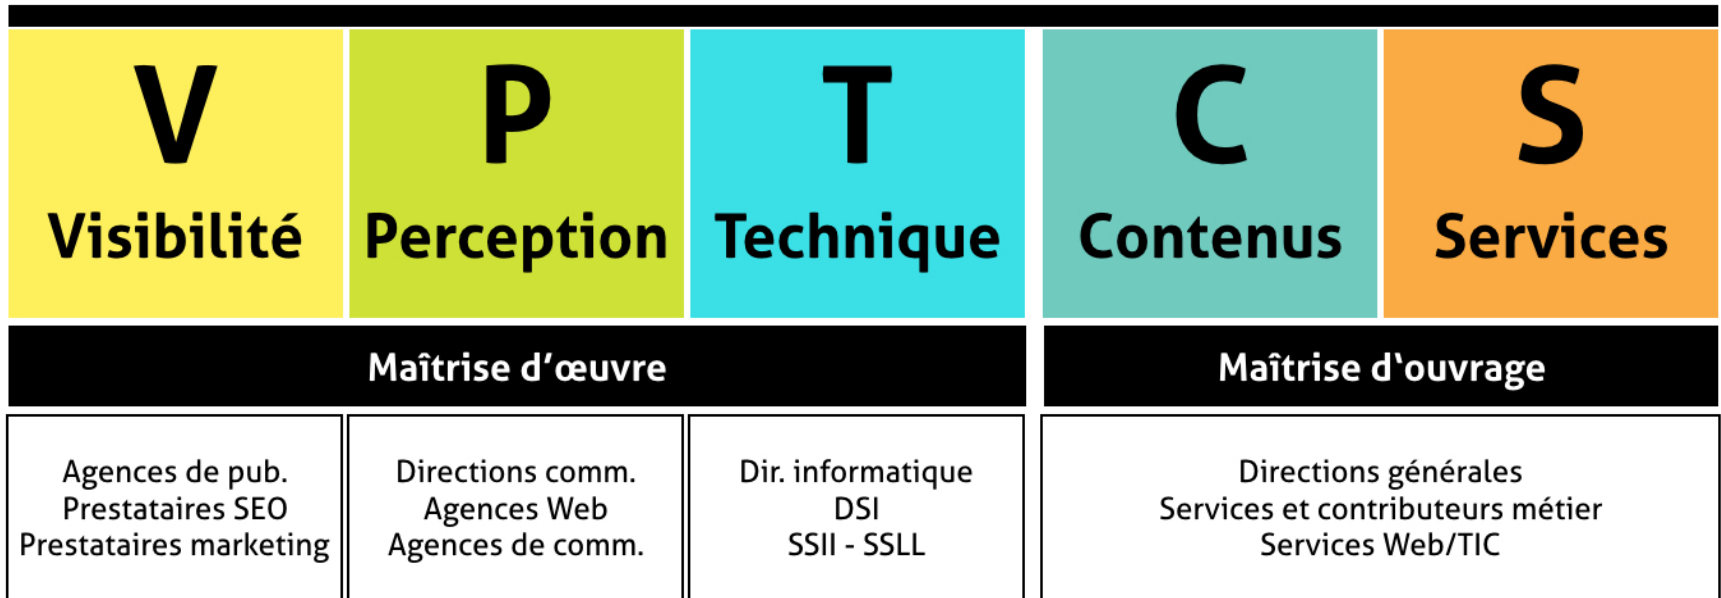 V
Visibilité
P
Perception
T
Technique
C
Contenus
S
Services
Maîtrise d’œuvre
Maîtrise d‘ouvrage
Agences de pub.
Prestataires SEO
Prestataires marketing
Directions comm.
Agences Web
Agences de comm.
Dir. informatique
DSI
SSII - SSLL
Directions générales
Services et contributeurs métier
Services Web/TIC